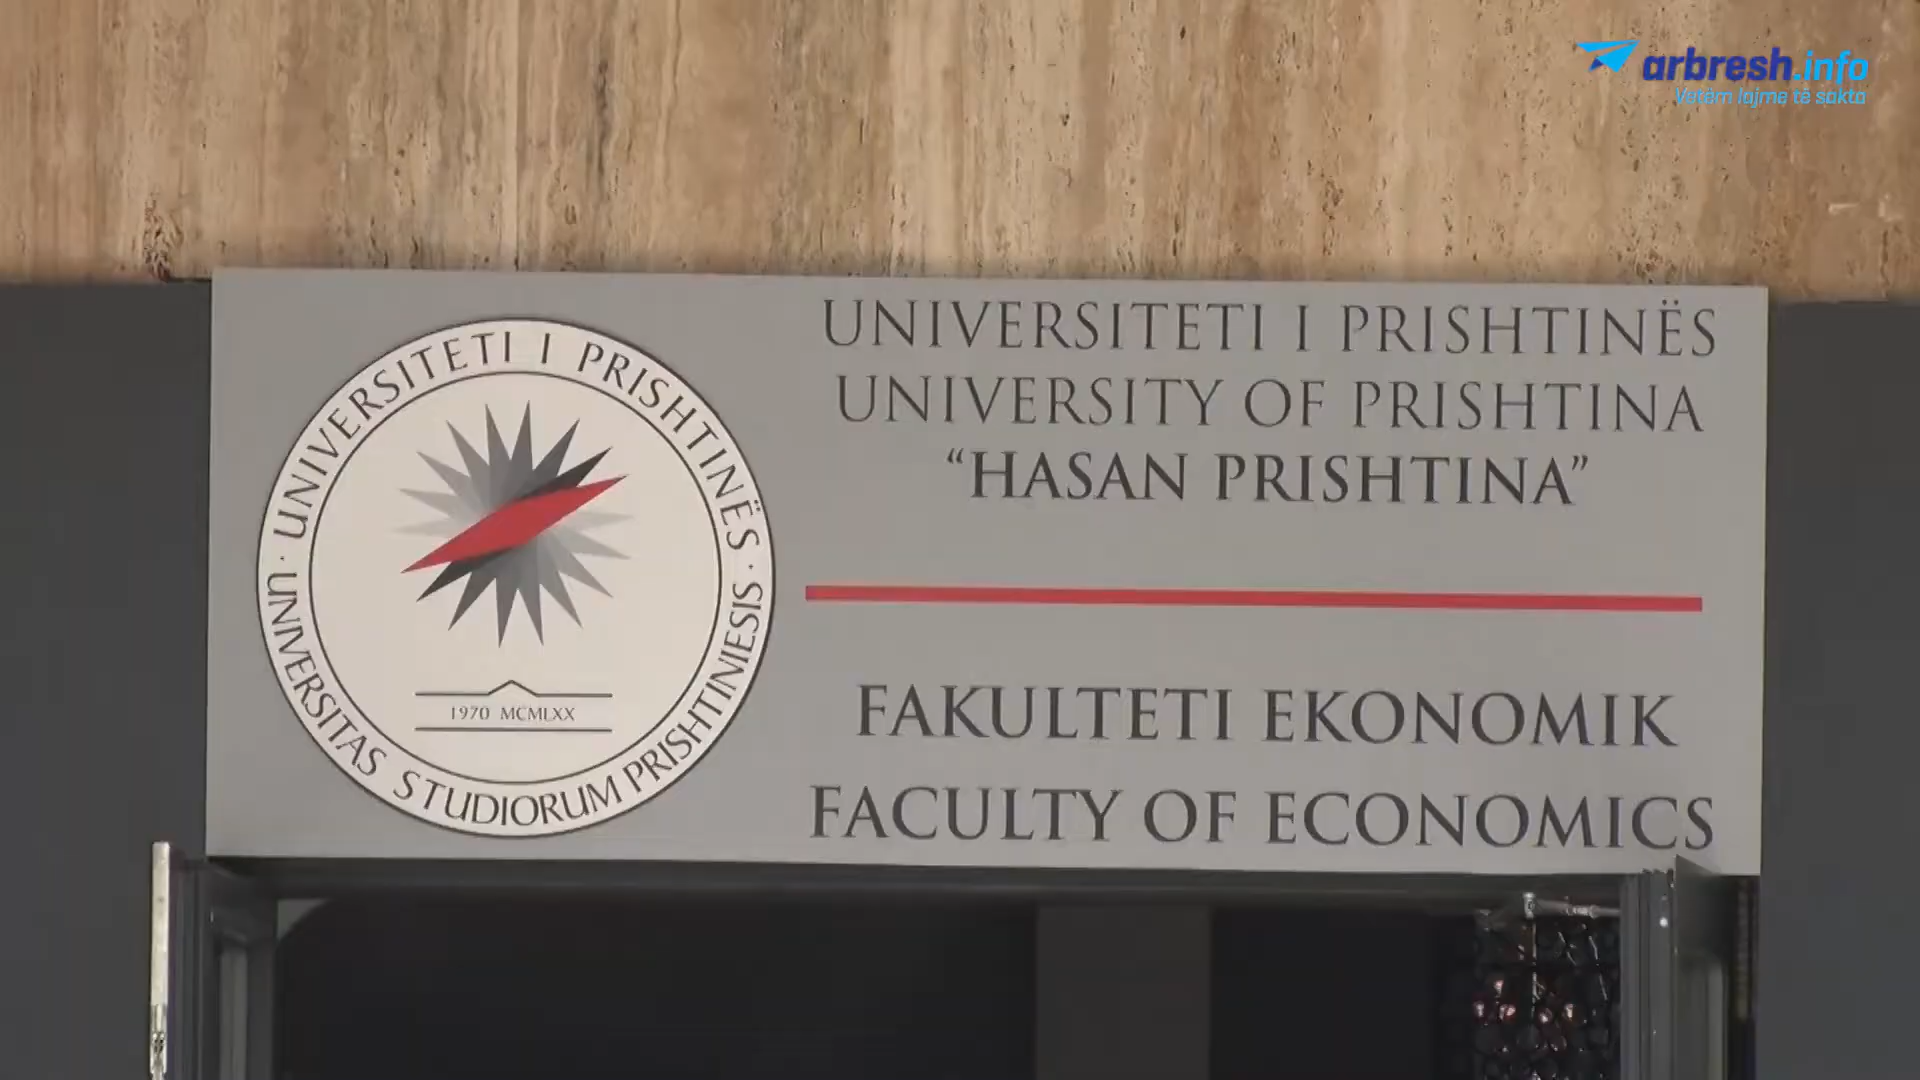 arbresh.info
Vetëm lajme të sakta
UNIVERSITETI I PRISHTINËS
UNIVERSITY OF PRISHTINA
“HASAN PRISHTINA”
FAKULTETI EKONOMIK
FACULTY OF ECONOMICS
· UNIVERSITETI I PRISHTINËS ·
UNIVERSITAS STUDIORUM PRISHTINIESIS
1970 MCMLXX